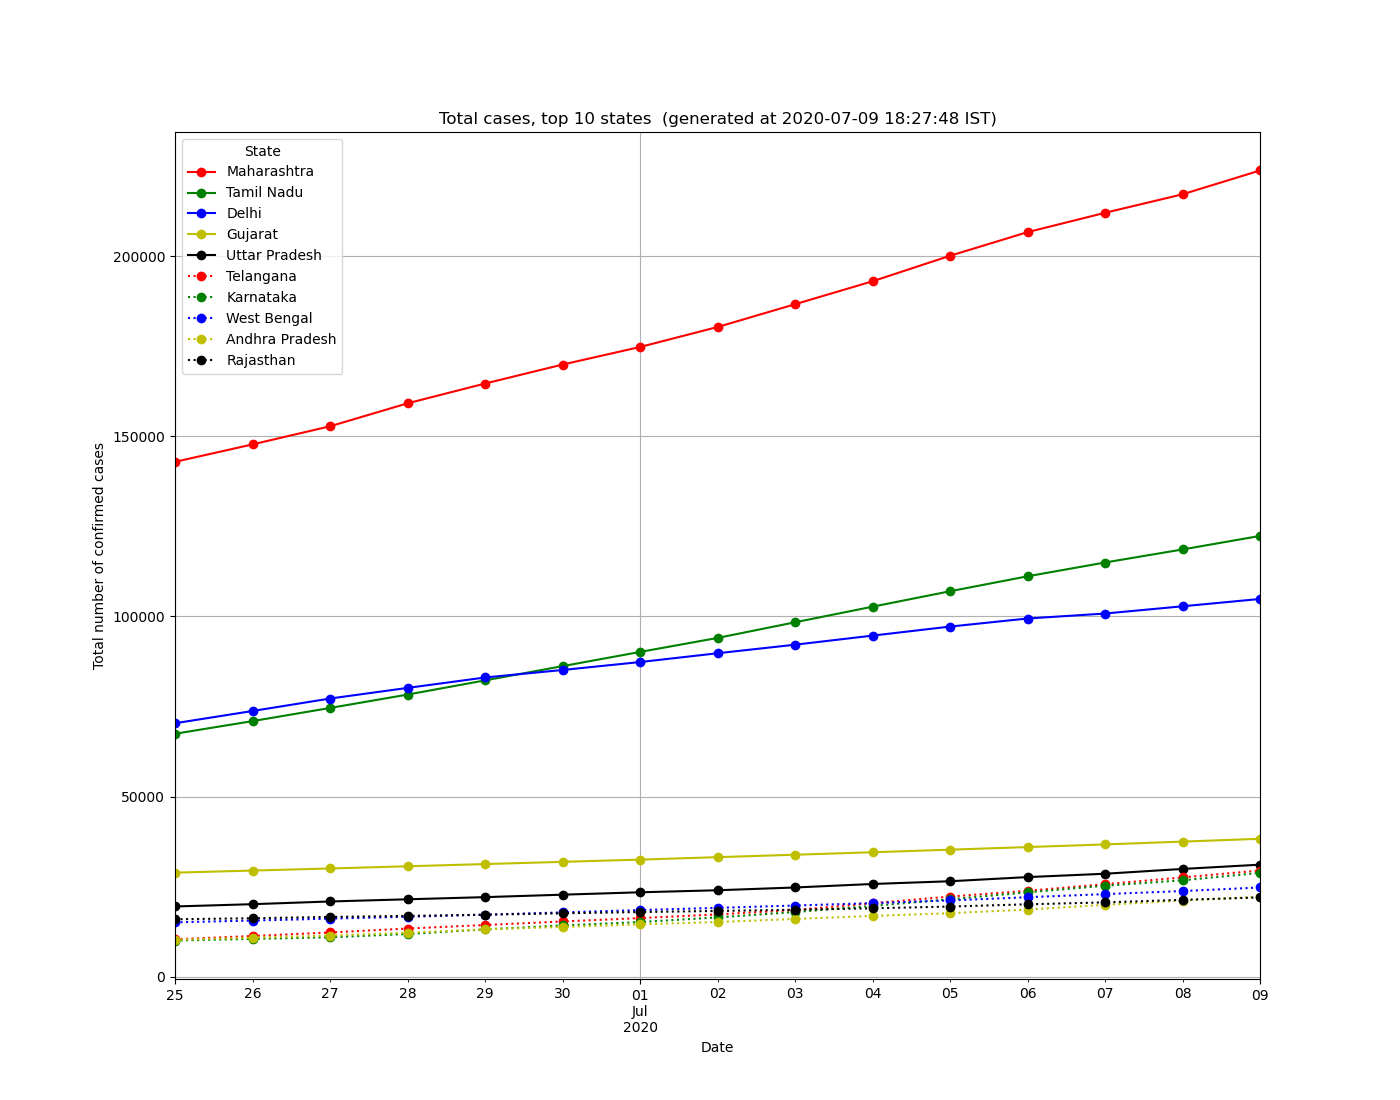 Total cases, top 10 states  (generated at 2020-07-09 18:27:48 IST)
State
Maharashtra
Tamil Nadu
Delhi
Gujarat
Uttar Pradesh
Telangana
Karnataka
West Bengal
Andhra Pradesh
Rajasthan
Total number of confirmed cases
200000
150000
100000
50000
0
25 26 27 28 29 30 01 02 03 04 05 06 07 08 09
Jul
2020
Date